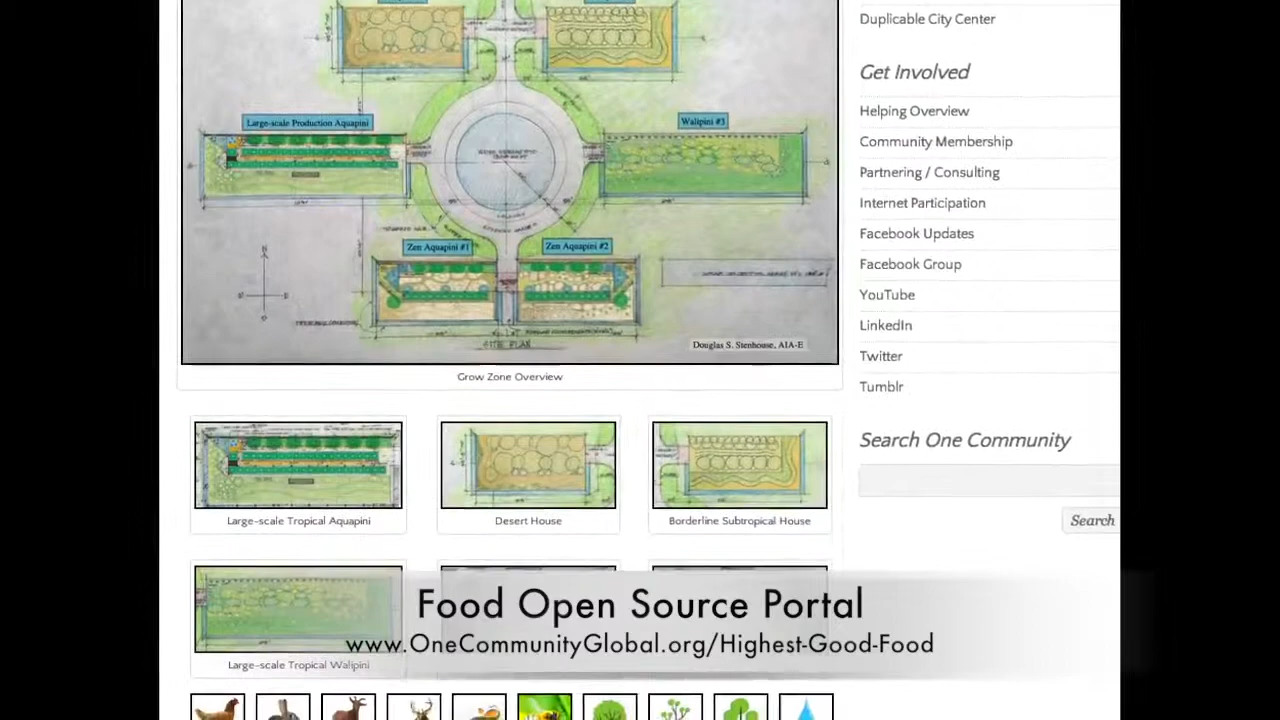 Duplicable City Center
Get Involved
Helping Overview
Community Membership
Partnering / Consulting
Internet Participation
Facebook Updates
Facebook Group
YouTube
LinkedIn
Twitter
Tumblr
Search One Community
Search
Large-scale Production Aquapini
Walipini #3
Zen Aquapini #1
Zen Aquapini #2
SITE PLAN
Douglas S. Stenhouse, AIA-E
Grow Zone Overview
Large-scale Tropical Aquapini
Desert House
Borderline Subtropical House
Large-scale Tropical Walipini
Food Open Source Portal
www.OneCommunityGlobal.org/Highest-Good-Food